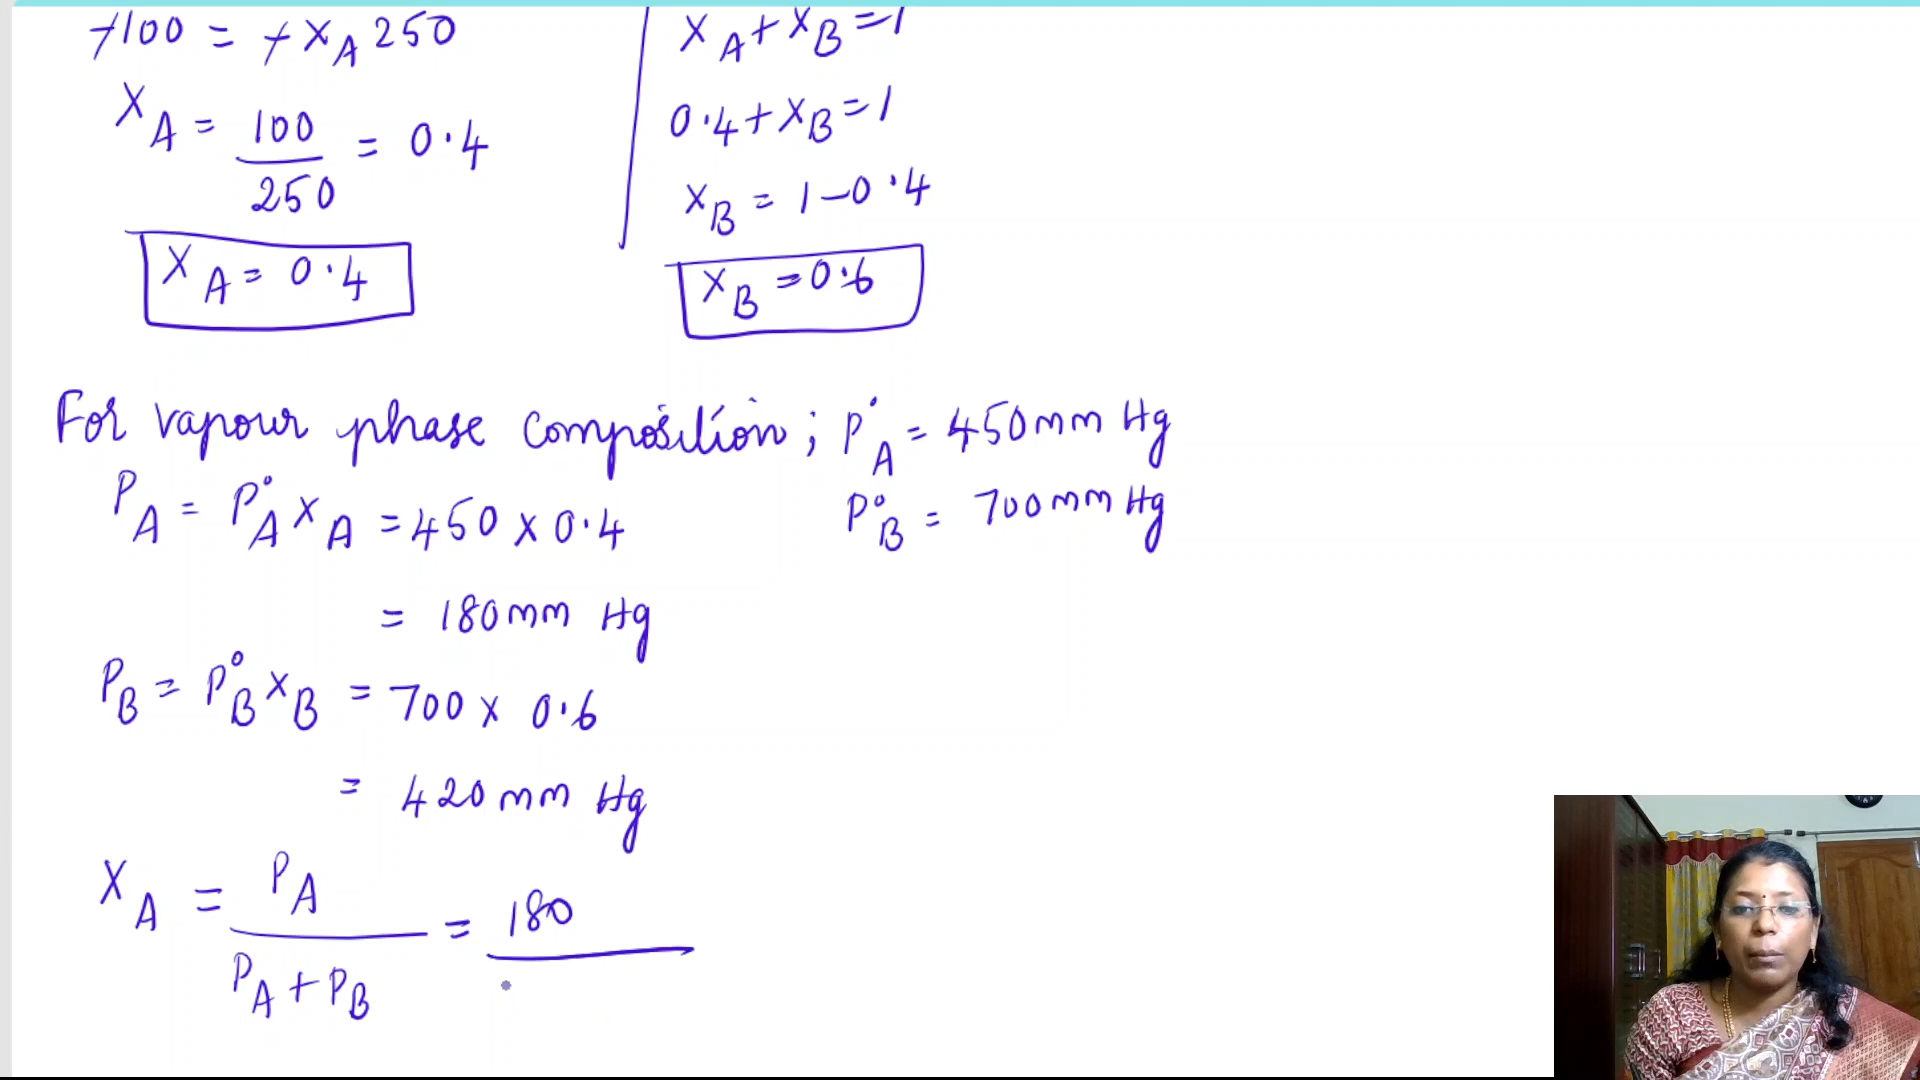 +100 = + XA 250
XA = 100/250 = 0.4
XA = 0.4
XA + XB = 1
0.4 + XB = 1
XB = 1 - 0.4
XB = 0.6
For vapour phase composition; P°A = 450 mm Hg
P°B = 700 mm Hg
PA = P°A XA = 450 x 0.4
= 180 mm Hg
PB = P°B XB = 700 x 0.6
= 420 mm Hg
XA = PA/PA + PB = 180